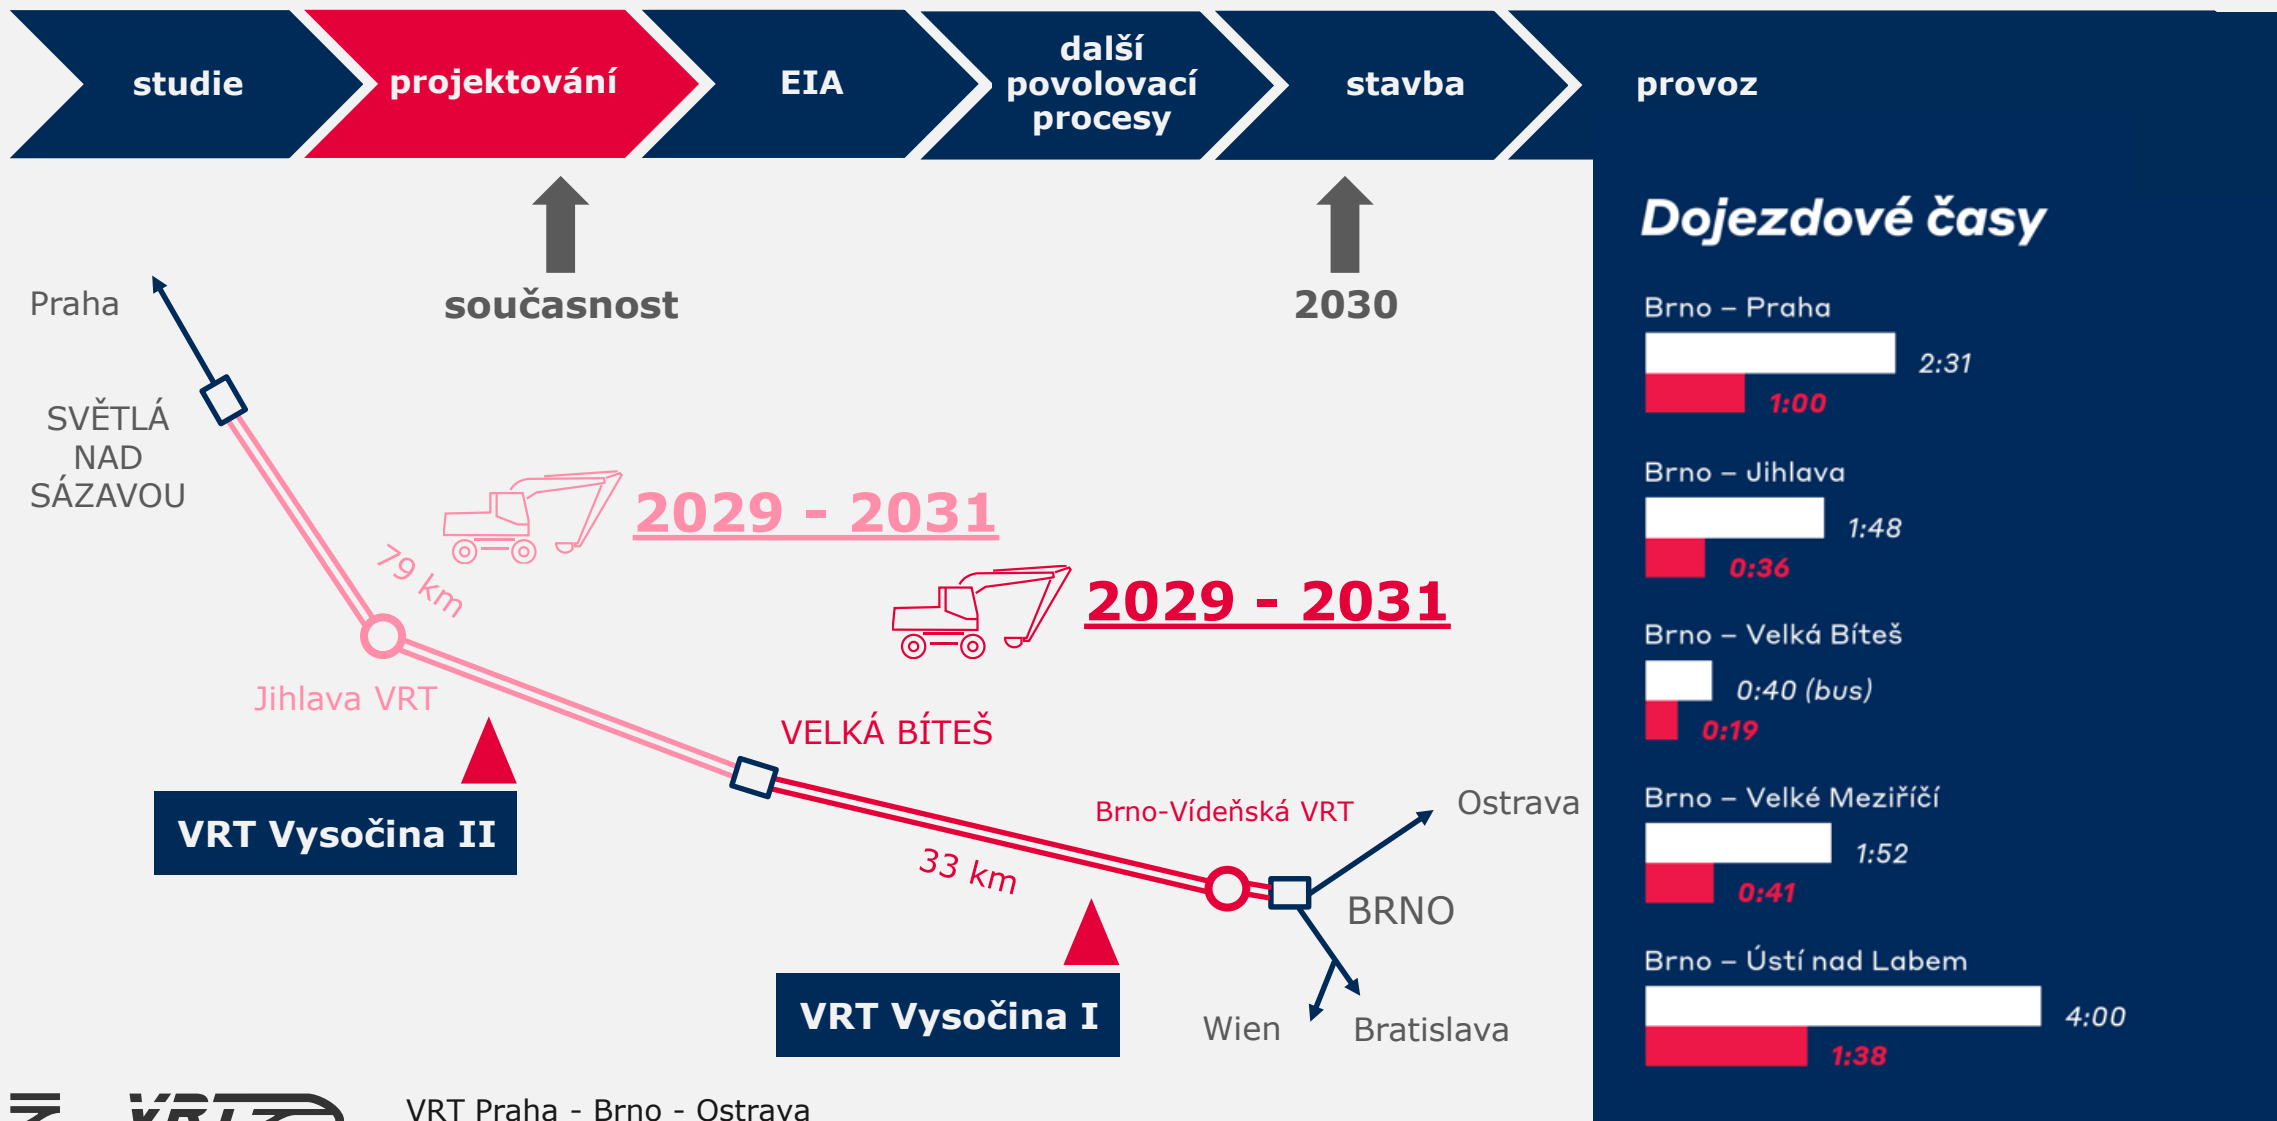 studie
projektování
EIA
další
povolovací
procesy
stavba
provoz
současnost
2030
Praha
SVĚTLÁ
NAD
SÁZAVOU
2029 - 2031
79 km
2029 - 2031
Jihlava VRT
VELKÁ BÍTEŠ
VRT Vysočina II
Brno-Vídeňská VRT
Ostrava
33 km
BRNO
VRT Vysočina I
Wien
Bratislava
VRT
VRT Praha - Brno - Ostrava
Dojezdové časy
Brno – Praha
2:31
1:00
Brno – Jihlava
1:48
0:36
Brno – Velká Bíteš
0:40 (bus)
0:19
Brno – Velké Meziříčí
1:52
0:41
Brno – Ústí nad Labem
4:00
1:38